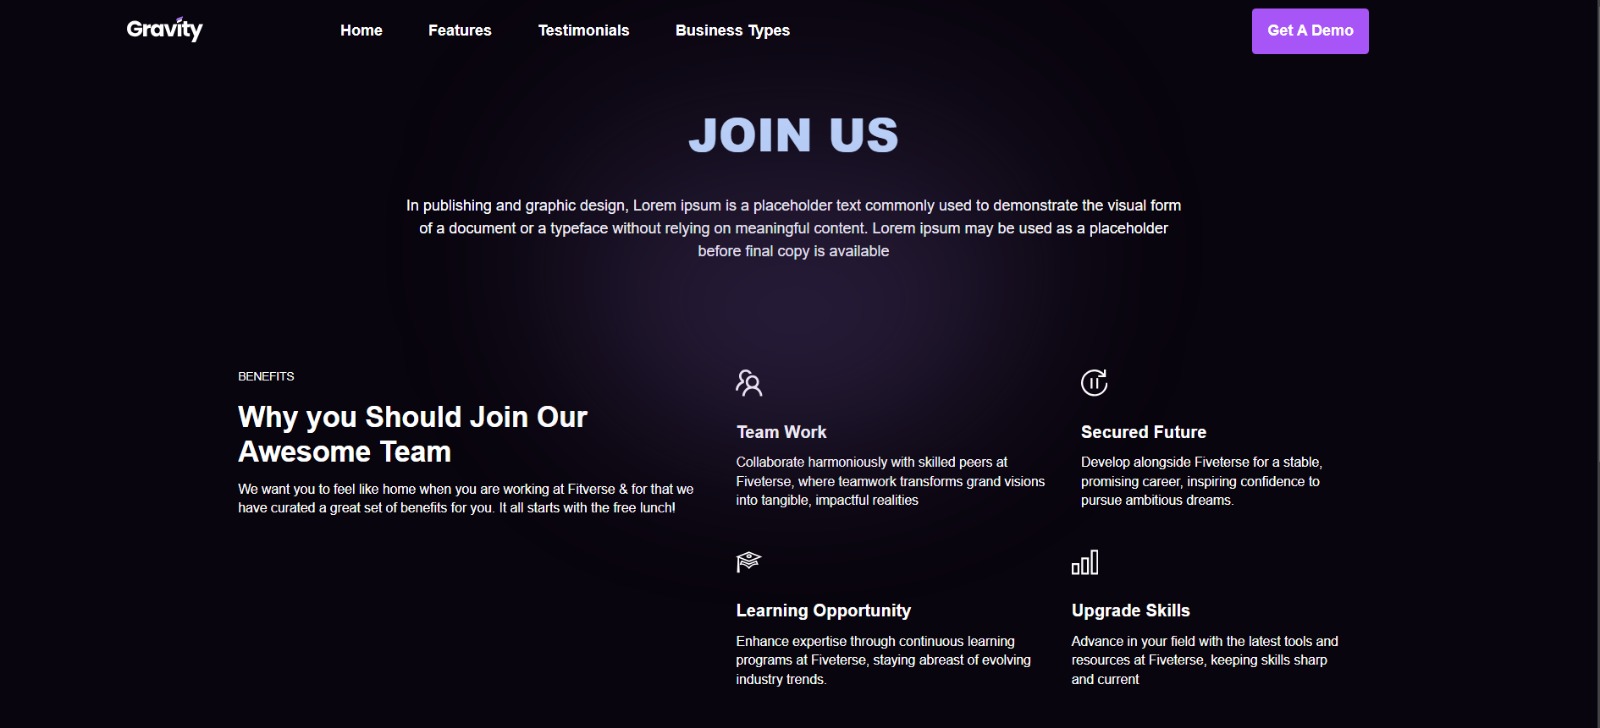 Gravity
Home Features Testimonials Business Types
Get A Demo
JOIN US
In publishing and graphic design, Lorem ipsum is a placeholder text commonly used to demonstrate the visual form
of a document or a typeface without relying on meaningful content. Lorem ipsum may be used as a placeholder
before final copy is available
BENEFITS
Why you Should Join Our
Awesome Team
We want you to feel like home when you are working at Fitverse & for that we
have curated a great set of benefits for you. It all starts with the free lunch!
Team Work
Collaborate harmoniously with skilled peers at
Fiveterse, where teamwork transforms grand visions
into tangible, impactful realities
Secured Future
Develop alongside Fiveterse for a stable,
promising career, inspiring confidence to
pursue ambitious dreams.
Learning Opportunity
Enhance expertise through continuous learning
programs at Fiveterse, staying abreast of evolving
industry trends.
Upgrade Skills
Advance in your field with the latest tools and
resources at Fiveterse, keeping skills sharp
and current